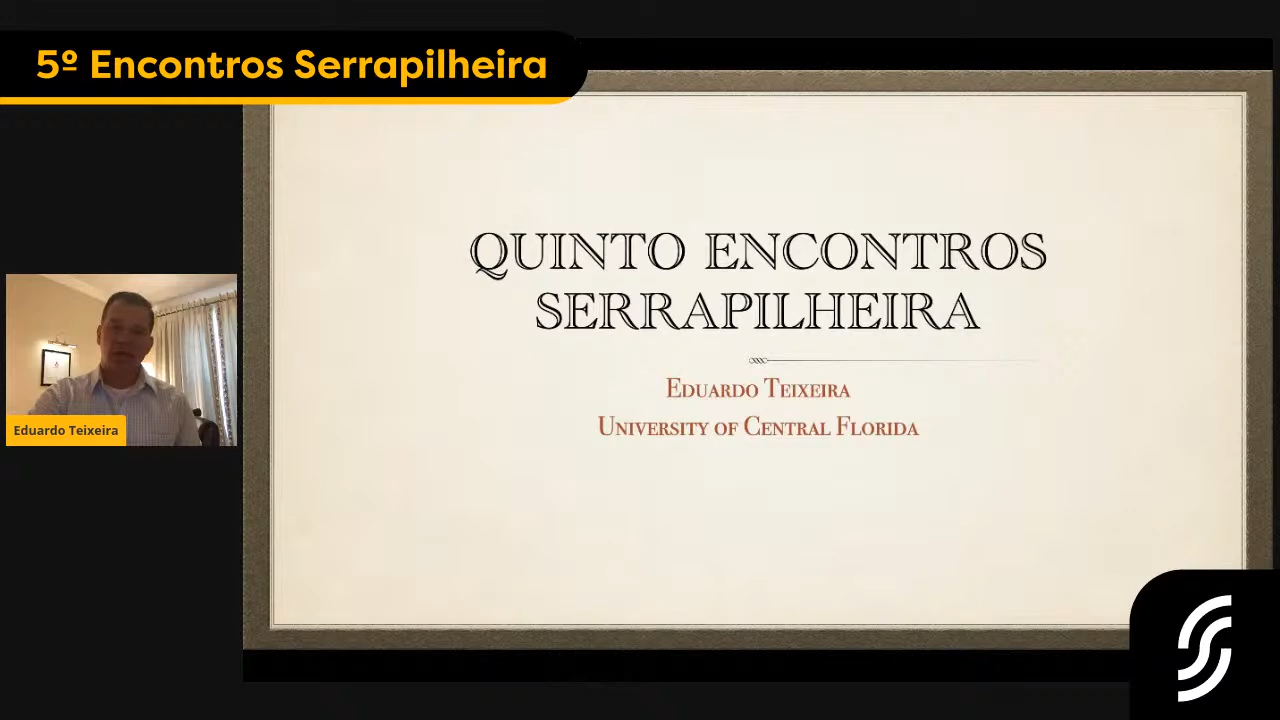 5º Encontros Serrapilheira
QUINTO ENCONTROS
SERRAPILHEIRA
Eduardo Teixeira
University of Central Florida
Eduardo Teixeira